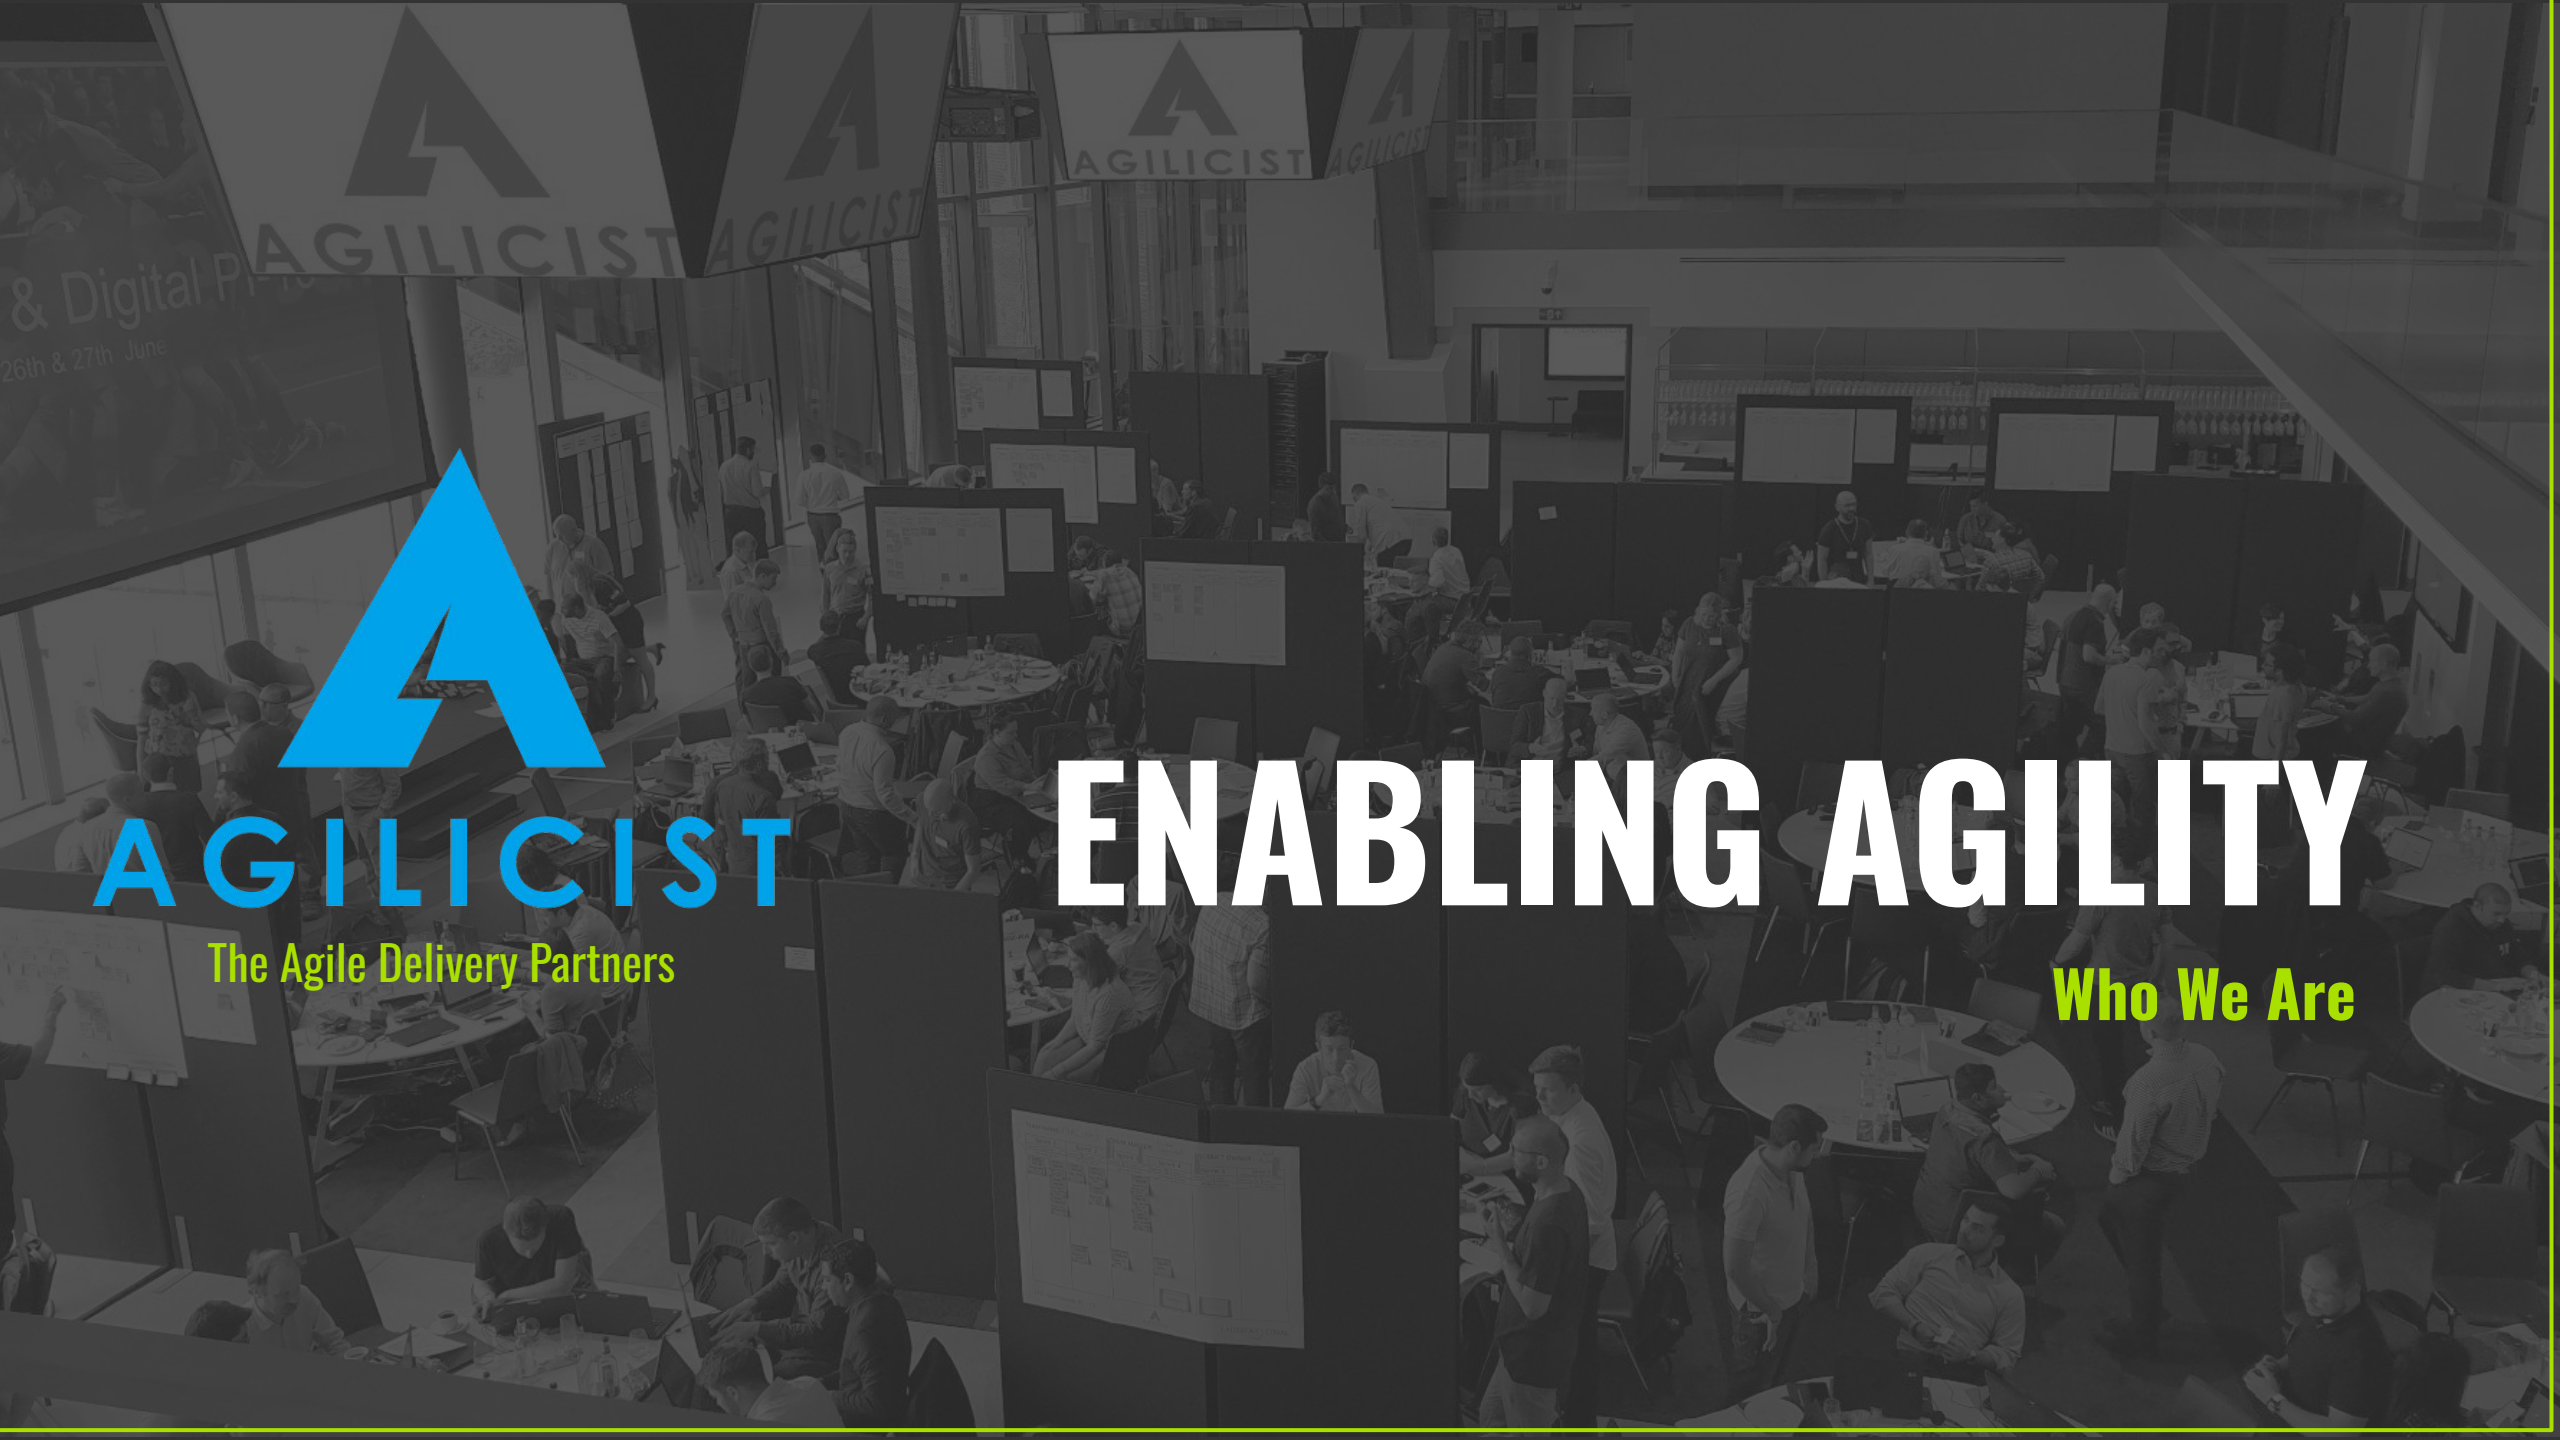 AGILICIST
AGILICIST
AGILICIST
AGILICIST
& Digital
26th & 27th June
AGILICIST
The Agile Delivery Partners
ENABLING AGILITY
Who We Are